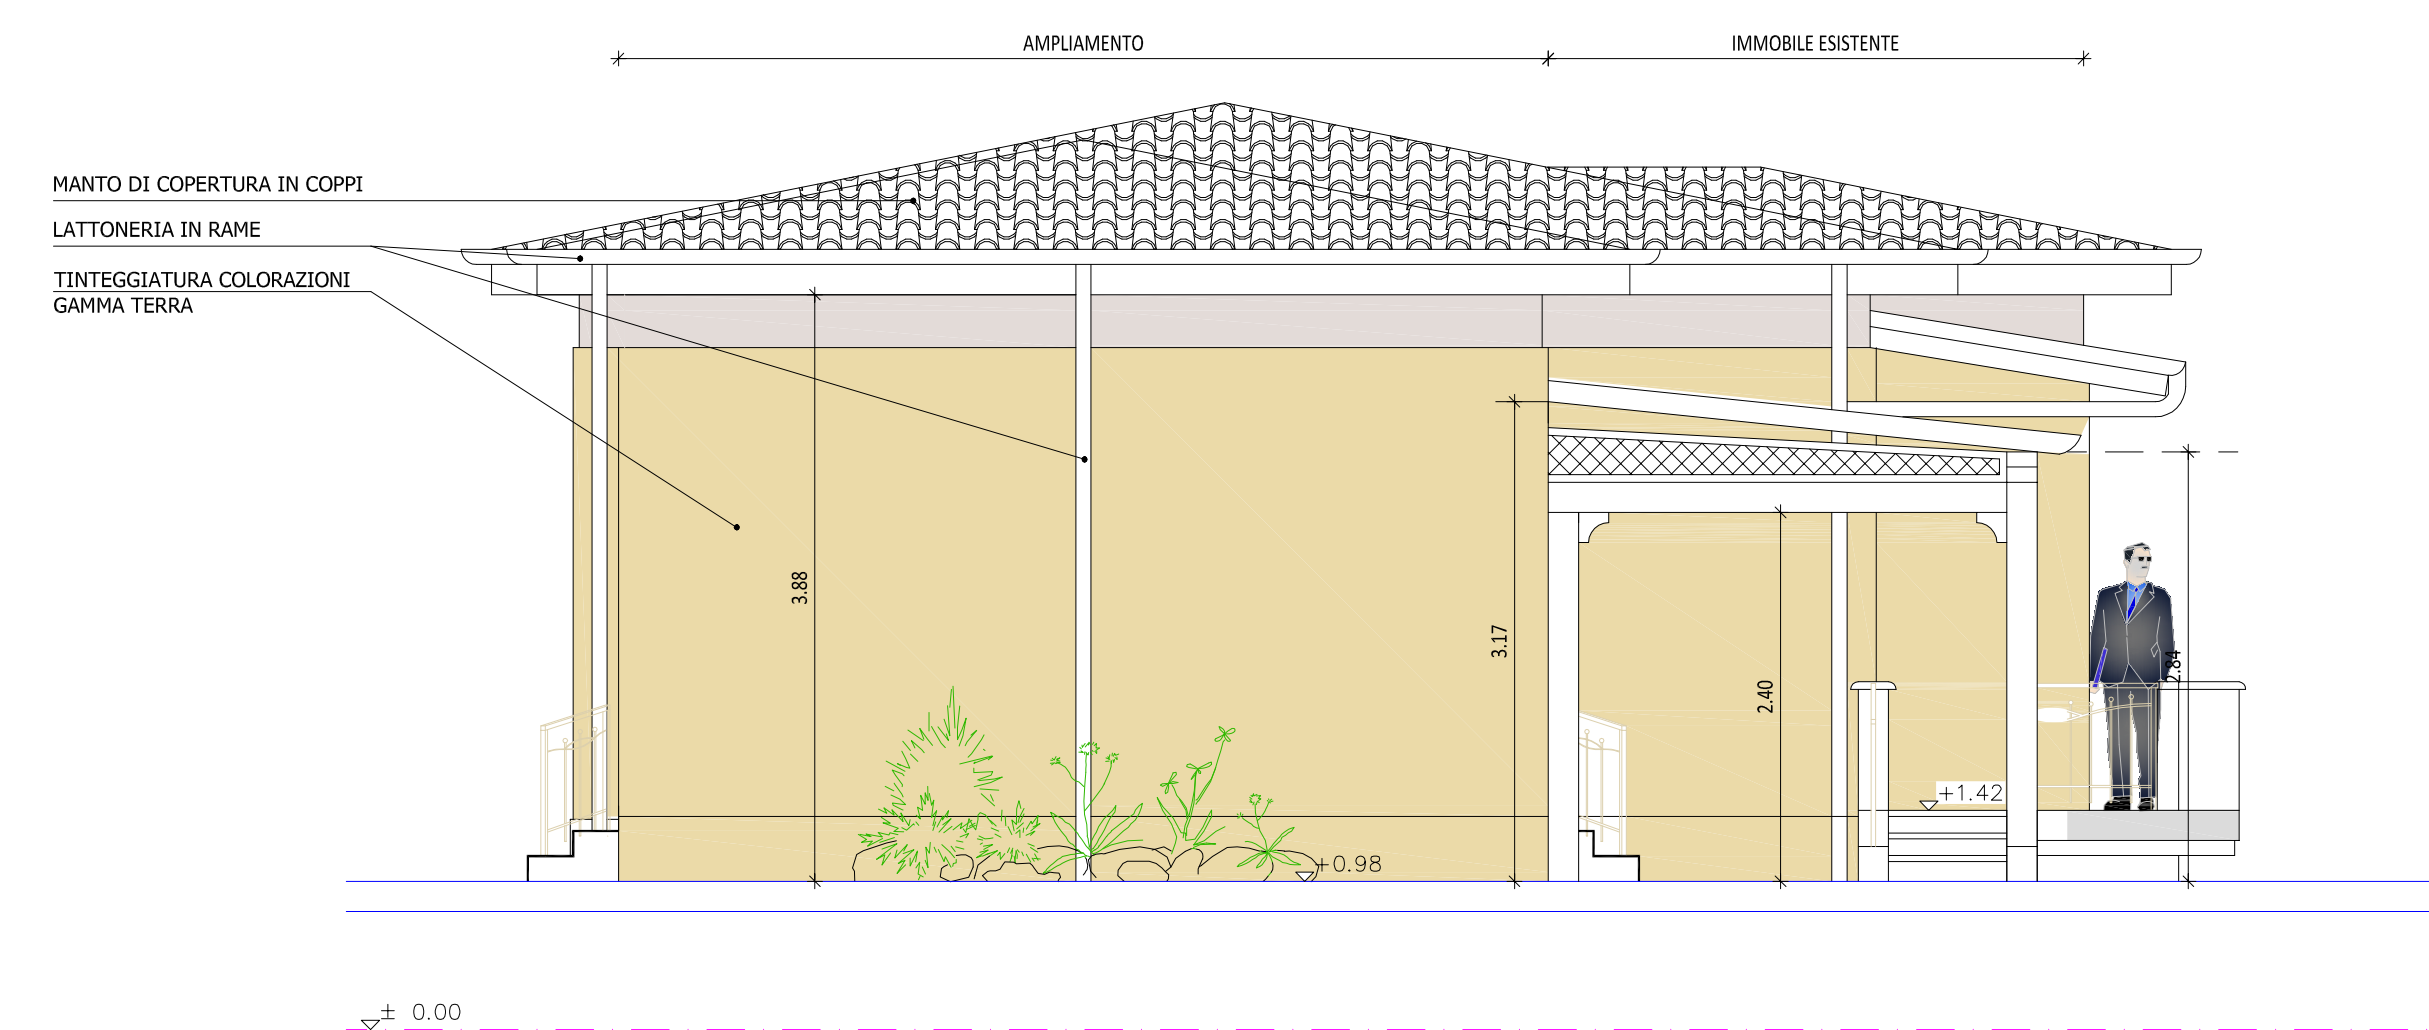 AMPLIAMENTO
IMMOBILE ESISTENTE
MANTO DI COPERTURA IN COPPI
LATTONERIA IN RAME
TINTEGGIATURA COLORAZIONI
GAMMA TERRA
3.88
3.17
2.40
2.84
+1.42
+0.98
± 0.00